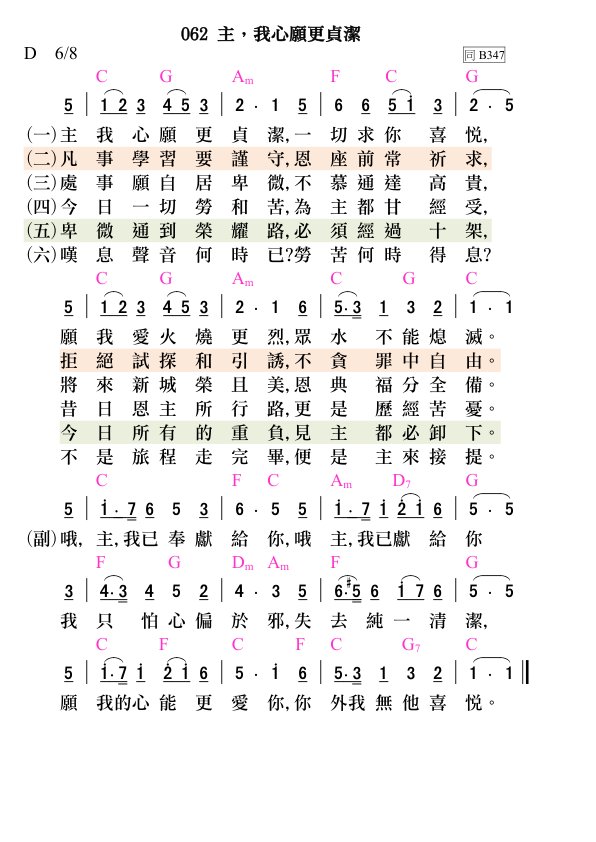 062 主，我心願更貞潔
D 6/8
同 B347
C G Am F C G
5 | 1 2 3 4 5 3 | 2 · 1 5 | 6 6 5 i 3 | 2 · 5
(一)主 我 心 願 更 貞 潔,一 切 求 你 喜 悅,
(二)凡 事 學 習 要 謹 守,恩 座 前 常 祈 求,
(三)處 事 願 自 居 卑 微,不 慕 通 達 高 貴,
(四)今 日 一 切 勞 和 苦,為 主 都 甘 經 受,
(五)卑 微 通 到 榮 耀 路,必 須 經 過 十 架,
(六)嘆 息 聲 音 何 時 已?勞 苦 何 時 得 息?
C G Am C G C
5 | 1 2 3 4 5 3 | 2 · 1 6 | 5·3 1 3 2 | 1 · 1
願 我 愛 火 燒 更 烈,眾 水 不 能 熄 滅。
拒 絕 試 探 和 引 誘,不 貪 罪 中 自 由。
將 來 新 城 榮 且 美,恩 典 福 分 全 備。
昔 日 恩 主 所 行 路,更 是 歷 經 苦 憂。
今 日 所 有 的 重 負,見 主 都 必 卸 下。
不 是 旅 程 走 完 畢,便 是 主 來 接 提。
C F C Am D7 G
5 | i·7 6 5 3 | 6 · 5 5 | i·7 i 2 i 6 | 5 · 5
(副)哦, 主,我已 奉 獻 給 你,哦 主,我已獻 給 你
F G Dm Am F G
3 | 4·3 4 5 2 | 4 · 3 5 | 6·#5 6 i 7 6 | 5 · 5
我 只 怕 心 偏 於 邪,失 去 純 一 清 潔,
C F C F C G7 C
5 | i·7 i 2 i 6 | 5 · i 6 | 5·3 1 3 2 | 1 · 1 ‖
願 我的 心 能 更 愛 你,你 外我 無 他 喜 悅。